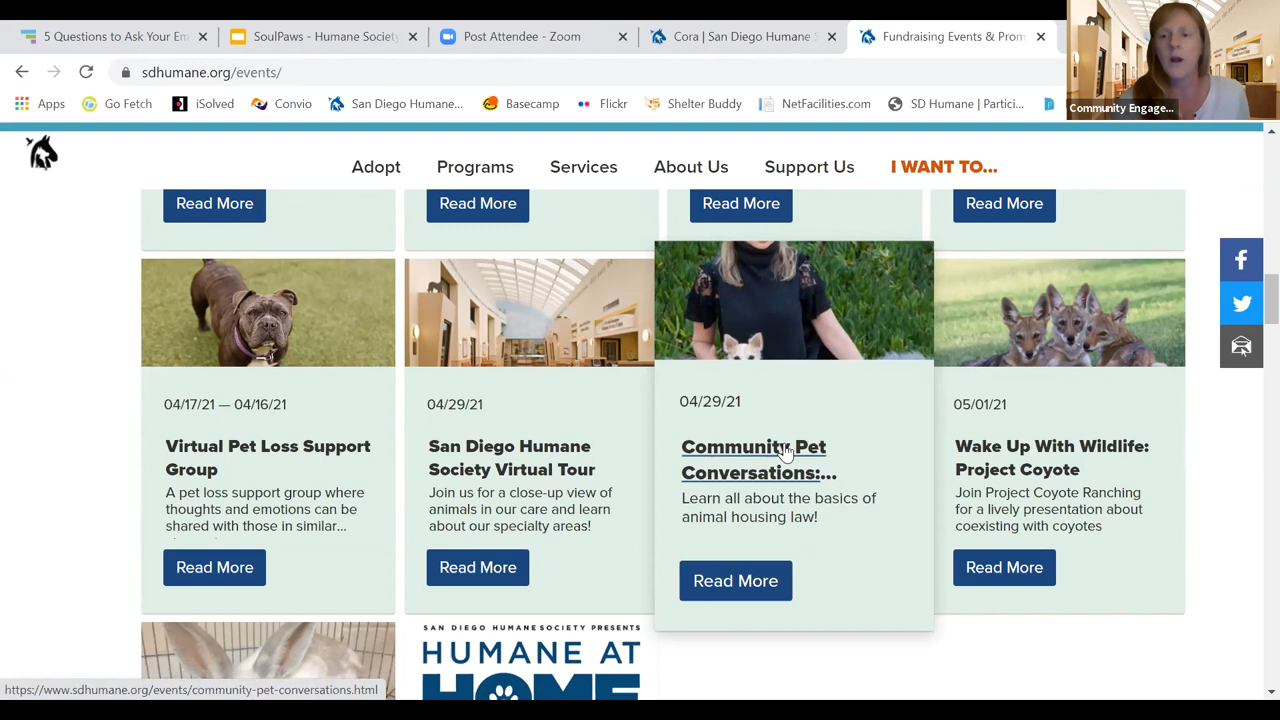 5 Questions to Ask Your Em
SoulPaws - Humane Society
Post Attendee - Zoom
Cora | San Diego Humane S
Fundraising Events & Prom
sdhumane.org/events/
Apps
Go Fetch
iSolved
Convio
San Diego Humane...
Basecamp
Flickr
Shelter Buddy
NetFacilities.com
SD Humane | Partici...
Community Engage...
Adopt
Programs
Services
About Us
Support Us
I WANT TO...
Read More
Read More
Read More
Read More
04/17/21 — 04/16/21
Virtual Pet Loss Support
Group
A pet loss support group where
thoughts and emotions can be
shared with those in similar...
Read More
04/29/21
San Diego Humane
Society Virtual Tour
Join us for a close-up view of
animals in our care and learn
about our specialty areas!
Read More
04/29/21
Community Pet
Conversations:...
Learn all about the basics of
animal housing law!
Read More
05/01/21
Wake Up With Wildlife:
Project Coyote
Join Project Coyote Ranching
for a lively presentation about
coexisting with coyotes
Read More
SAN DIEGO HUMANE SOCIETY PRESENTS
HUMANE AT
HOME
https://www.sdhumane.org/events/community-pet-conversations.html